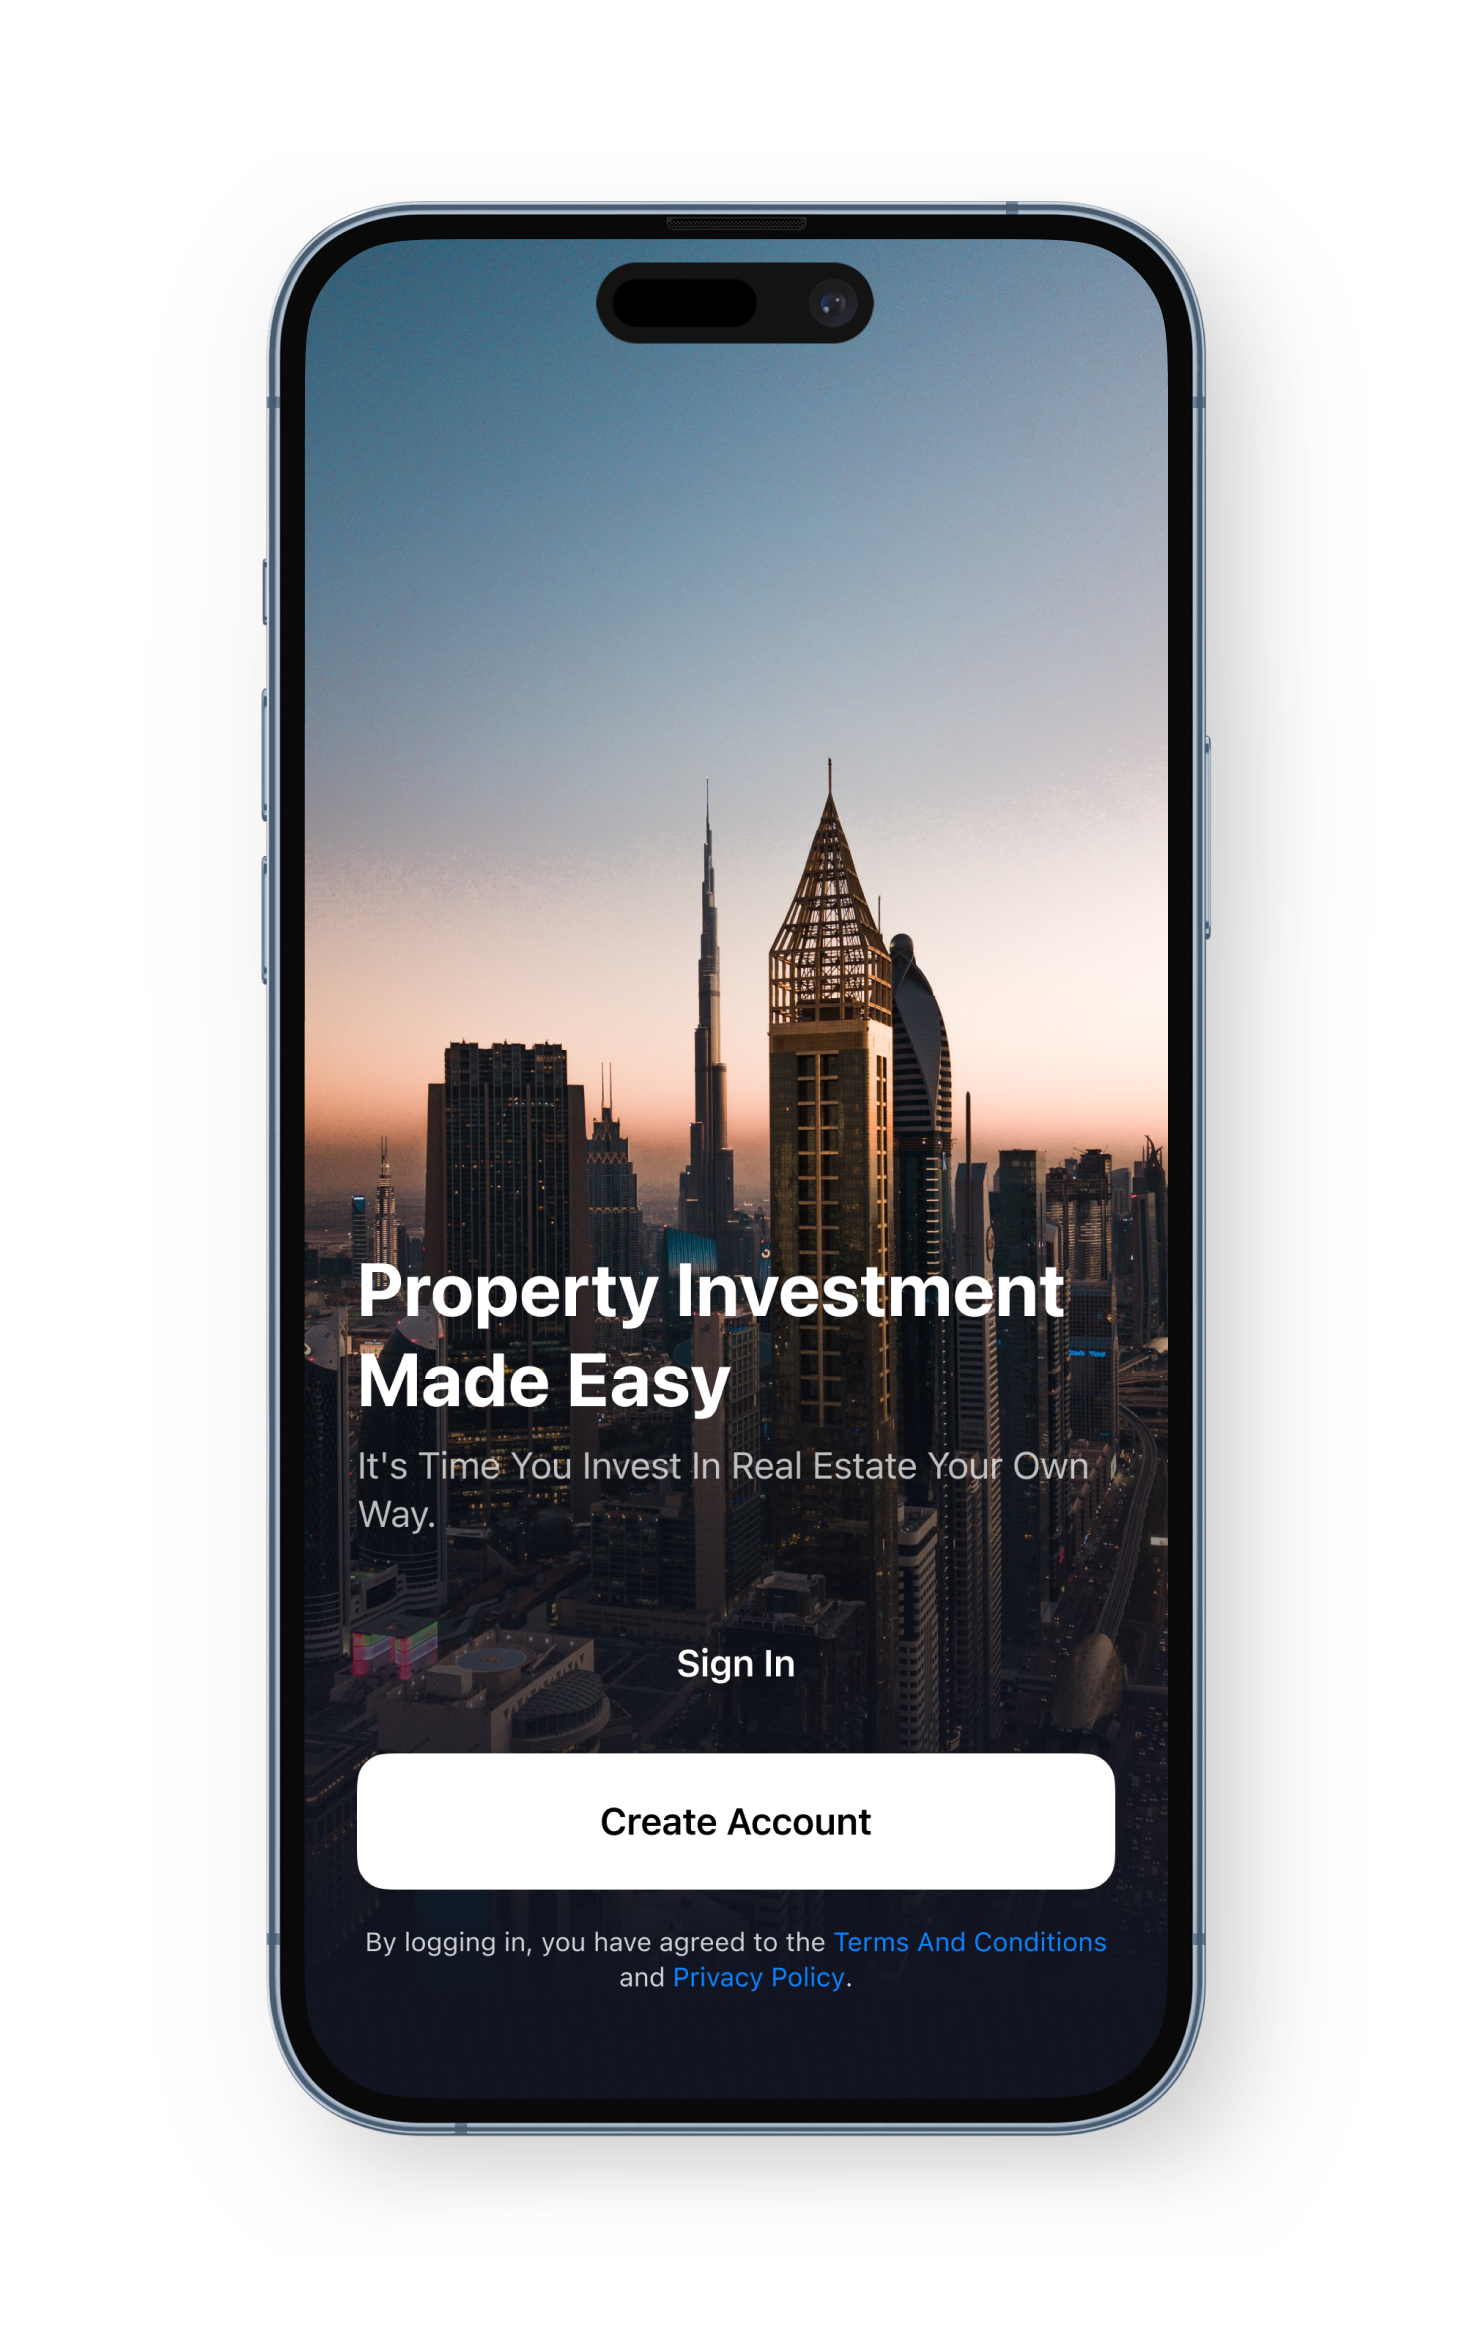 Property Investment
Made Easy
It's Time You Invest In Real Estate Your Own
Way.
Sign In
Create Account
By logging in, you have agreed to the Terms And Conditions
and Privacy Policy.